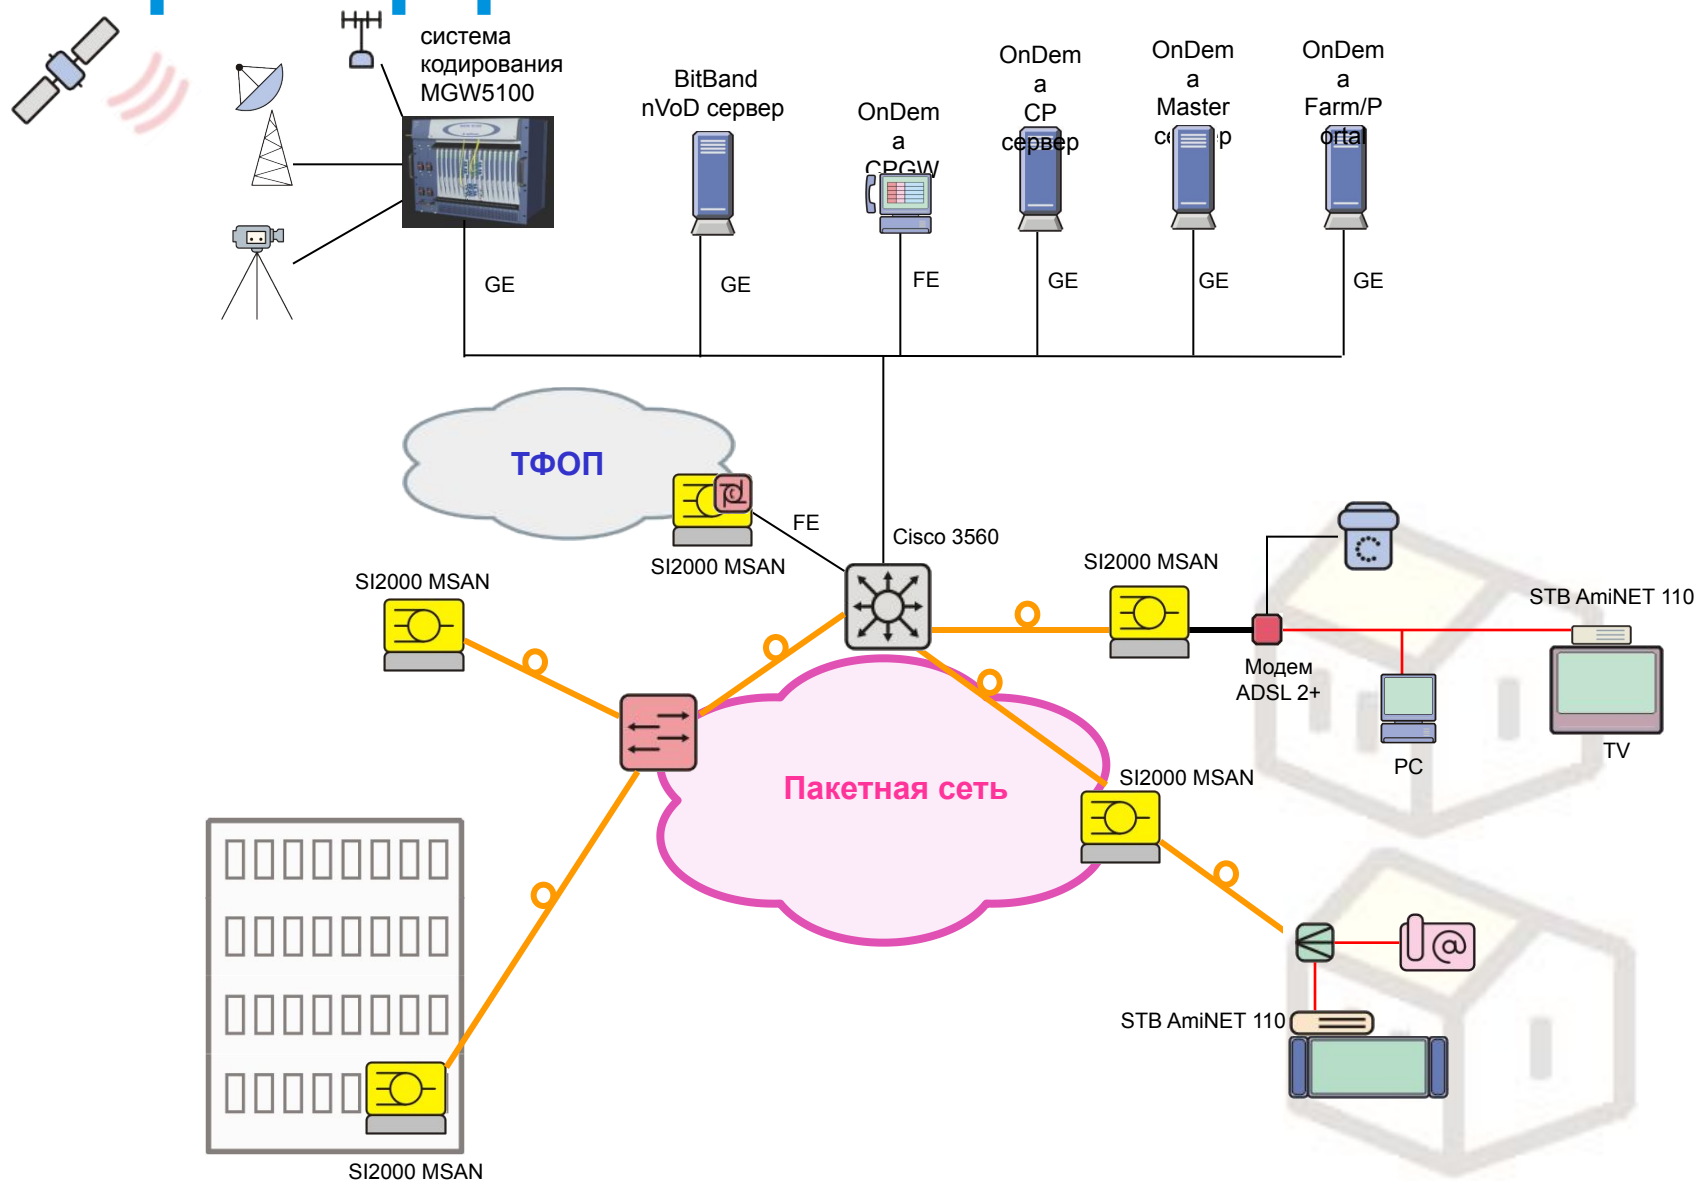 система
кодирования
MGW5100
BitBand
nVoD сервер
OnDem
a
CPGW
OnDem
a
CP
сервер
OnDem
a
Master
OnDem
a
Farm/P
ortal
GE
GE
FE
GE
GE
GE
ТФОП
FE
Cisco 3560
SI2000 MSAN
SI2000 MSAN
SI2000 MSAN
STB AmiNET 110
Модем
ADSL 2+
PC
TV
Пакетная сеть
SI2000 MSAN
@
STB AmiNET 110
SI2000 MSAN